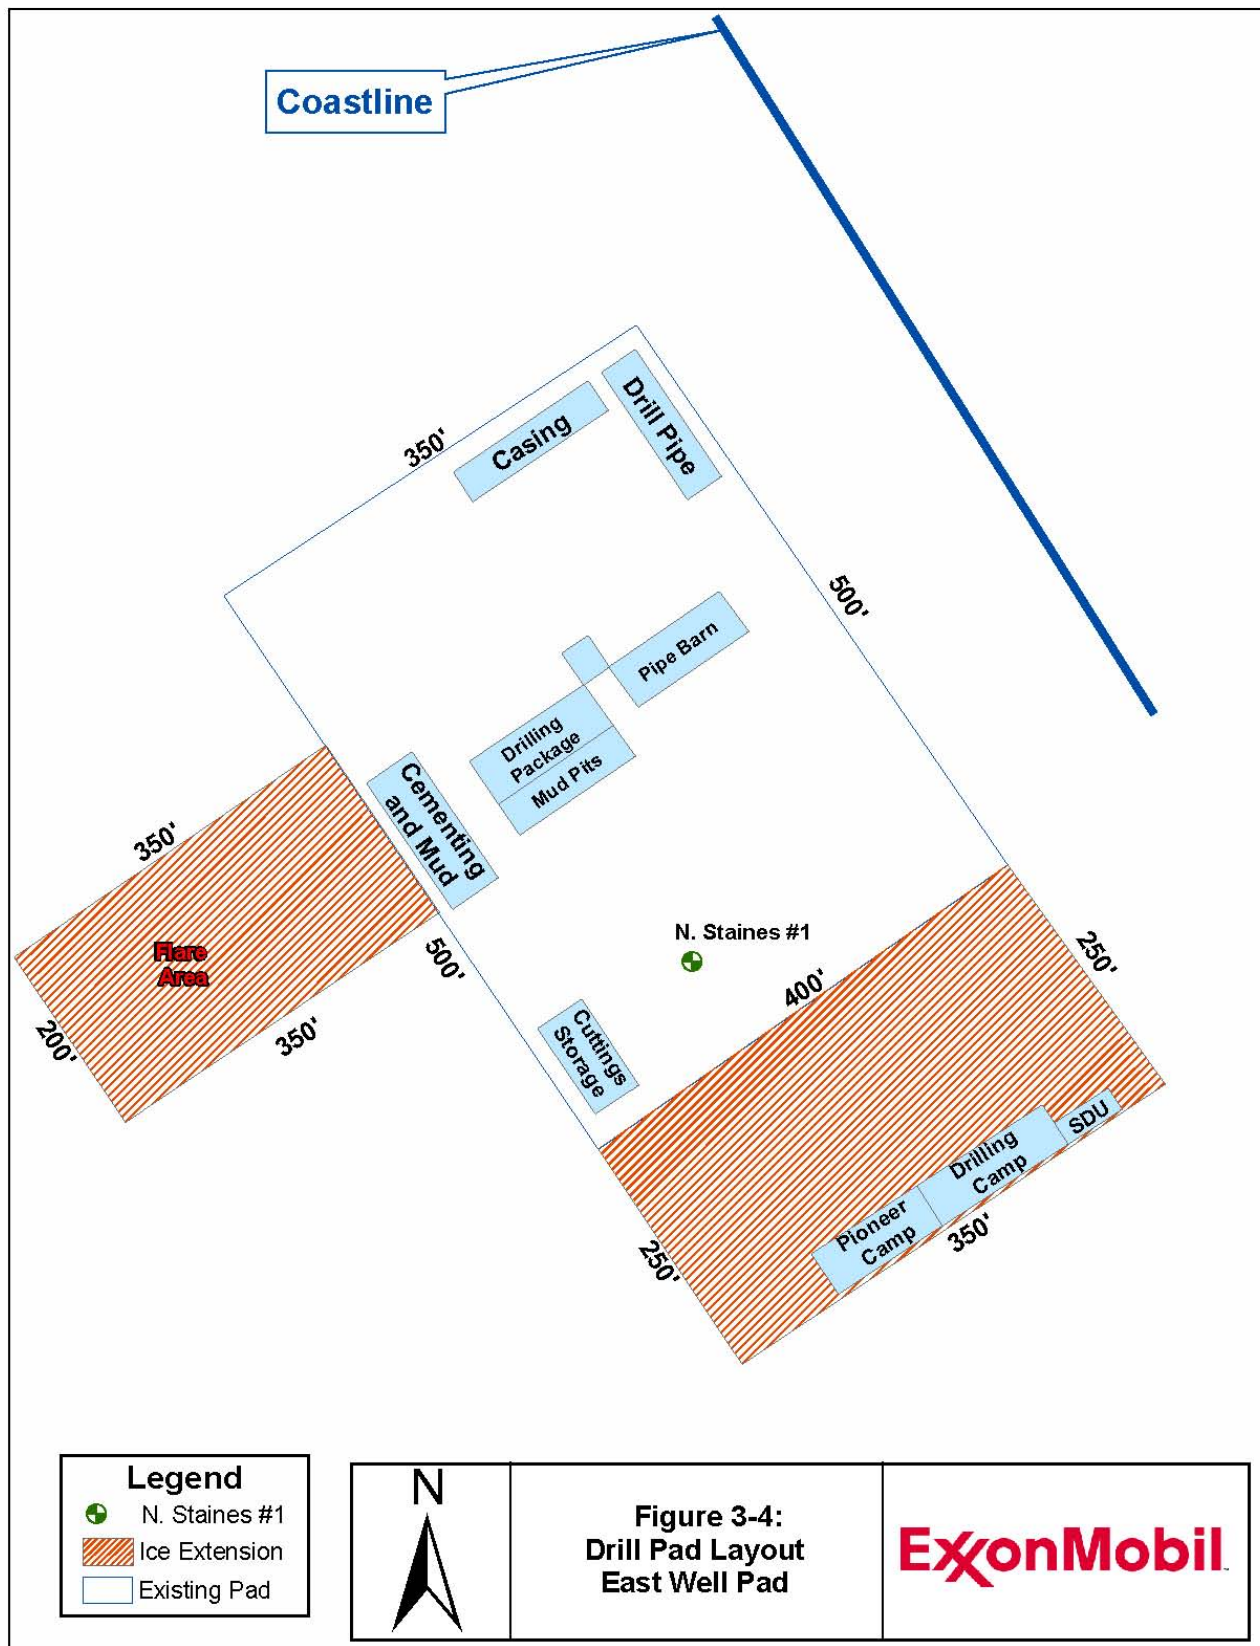 Coastline
350'
Casing
Drill Pipe
500'
Pipe Barn
Drilling
Package
Mud Pits
Cementing
and Mud
350'
Flare
Area
200'
350'
500'
N. Staines #1
400'
250'
Cuttings
Storage
SDU
Drilling
Camp
Pioneer
Camp
350'
250'
Legend
N. Staines #1
Ice Extension
Existing Pad
N
Figure 3-4:
Drill Pad Layout
East Well Pad
ExxonMobil